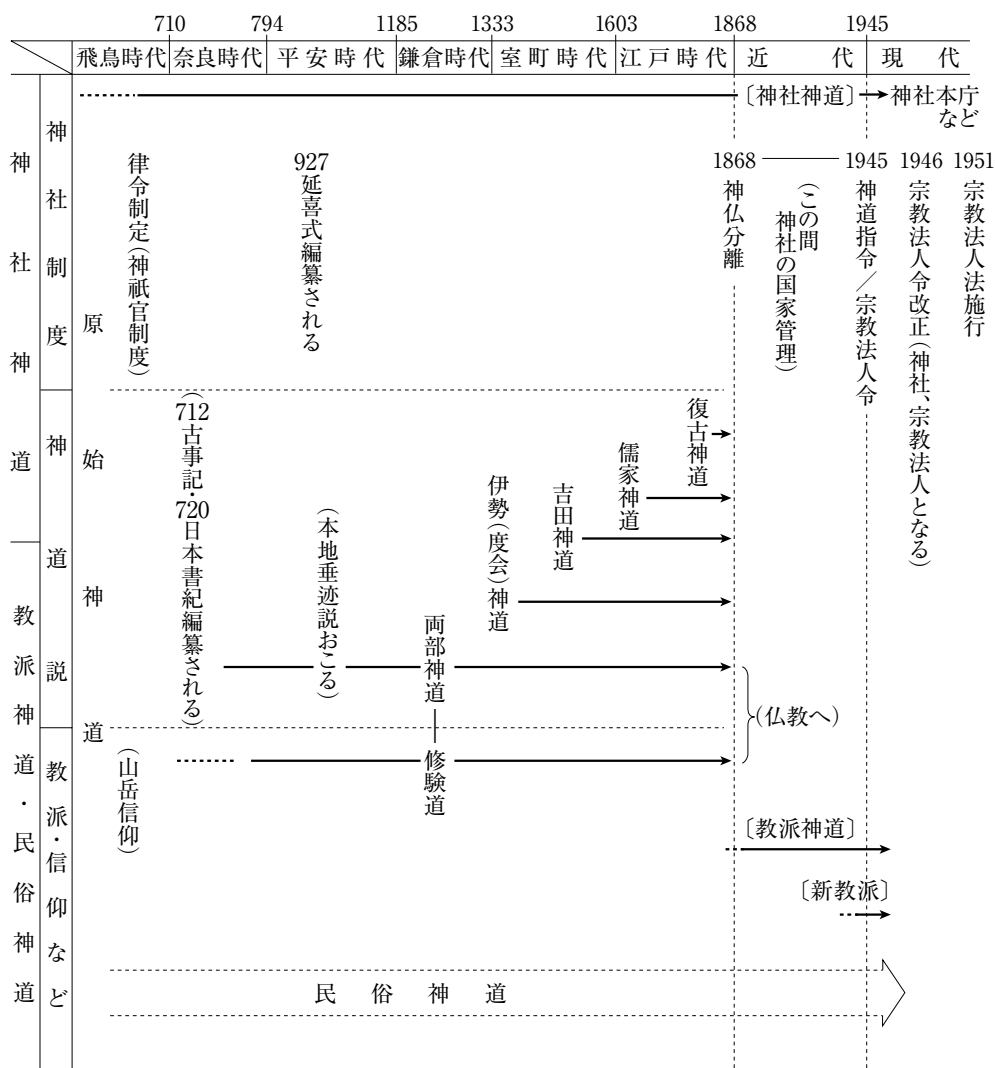 710 794 1185 1333 1603 1868 1945
飛鳥時代 奈良時代 平安時代 鎌倉時代 室町時代 江戸時代 近代 現代
神社神道
教派神道・民俗神道
神社制度
神道説
教派・信仰など
原始神道
〔神社神道〕
神社本庁
など
律令制定(神祇官制度)
927
延喜式編纂される
1868
神仏分離
(この間
神社の国家管理)
1945
神道指令/宗教法人令
1946
宗教法人令改正(神社、宗教法人となる)
1951
宗教法人法施行
(712古事記・720日本書紀編纂される)
(本地垂迹説おこる)
両部神道
伊勢(度会)神道
吉田神道
儒家神道
復古神道
(仏教へ)
(山岳信仰)
修験道
〔教派神道〕
〔新教派〕
民俗神道